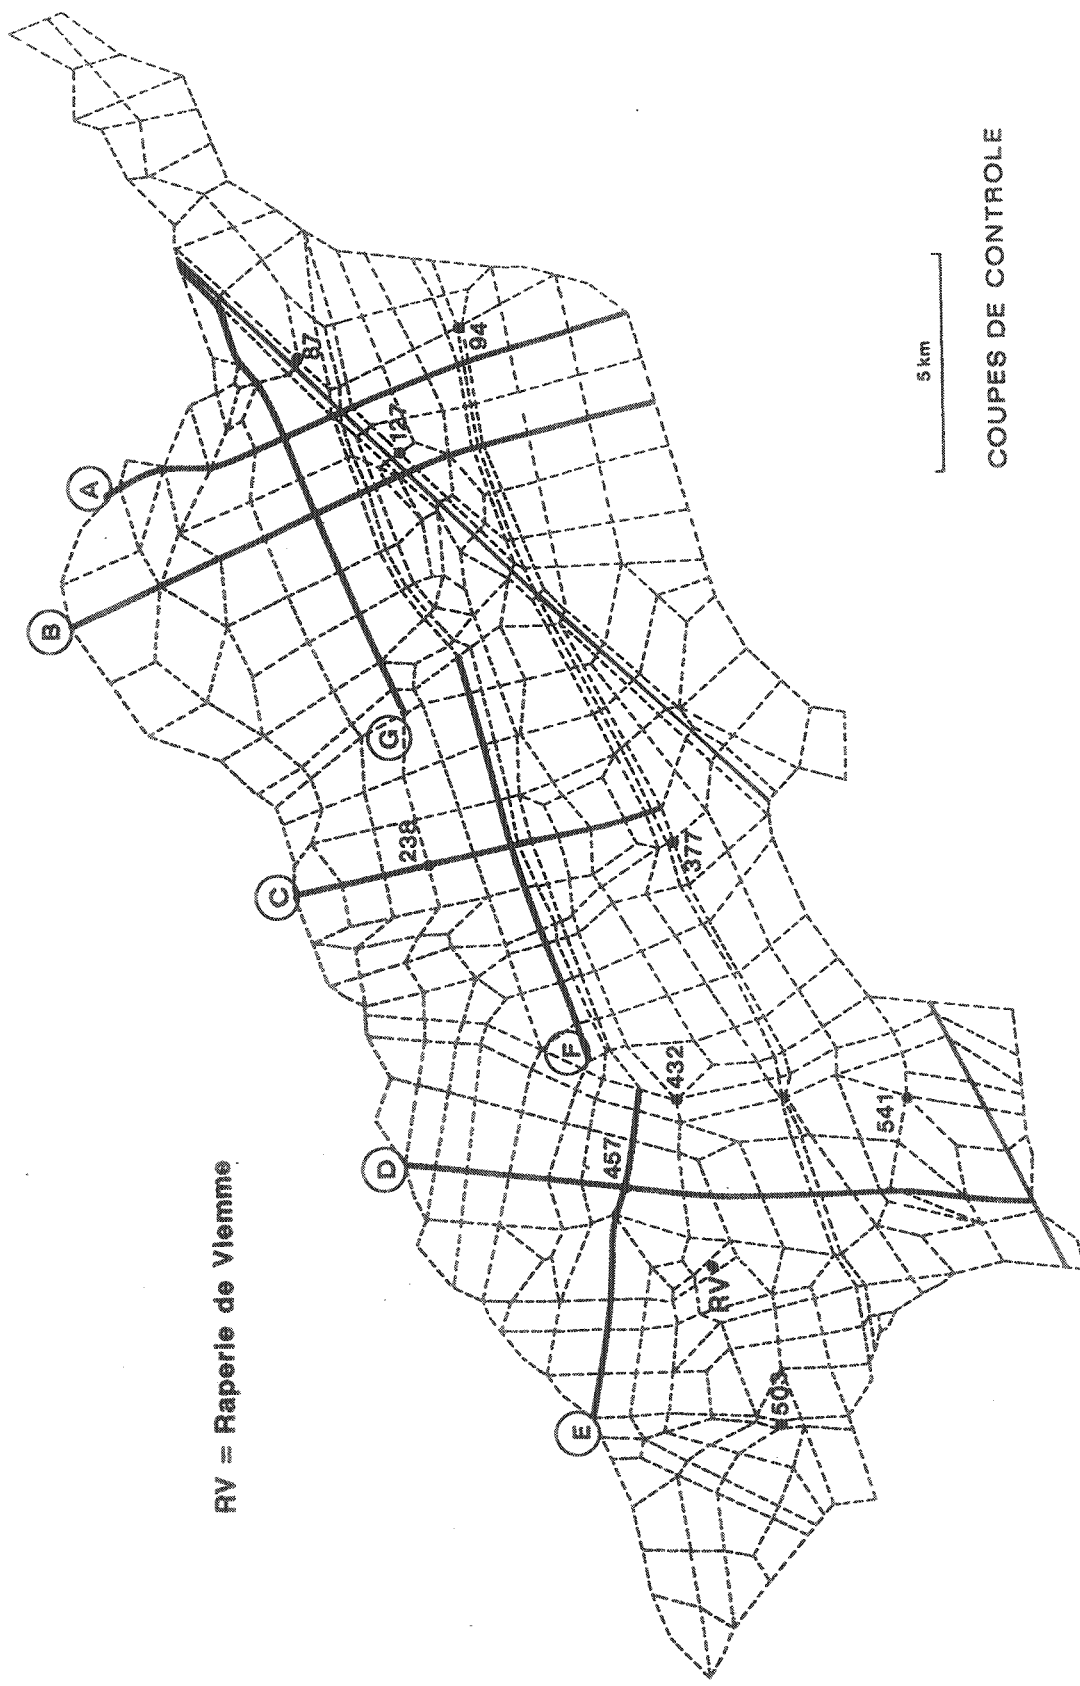 B
A
RV = Raperie de Viemme
C
87
D
G
127
238
94
F
E
457
432
377
RV
503
541
5 km
COUPES DE CONTROLE